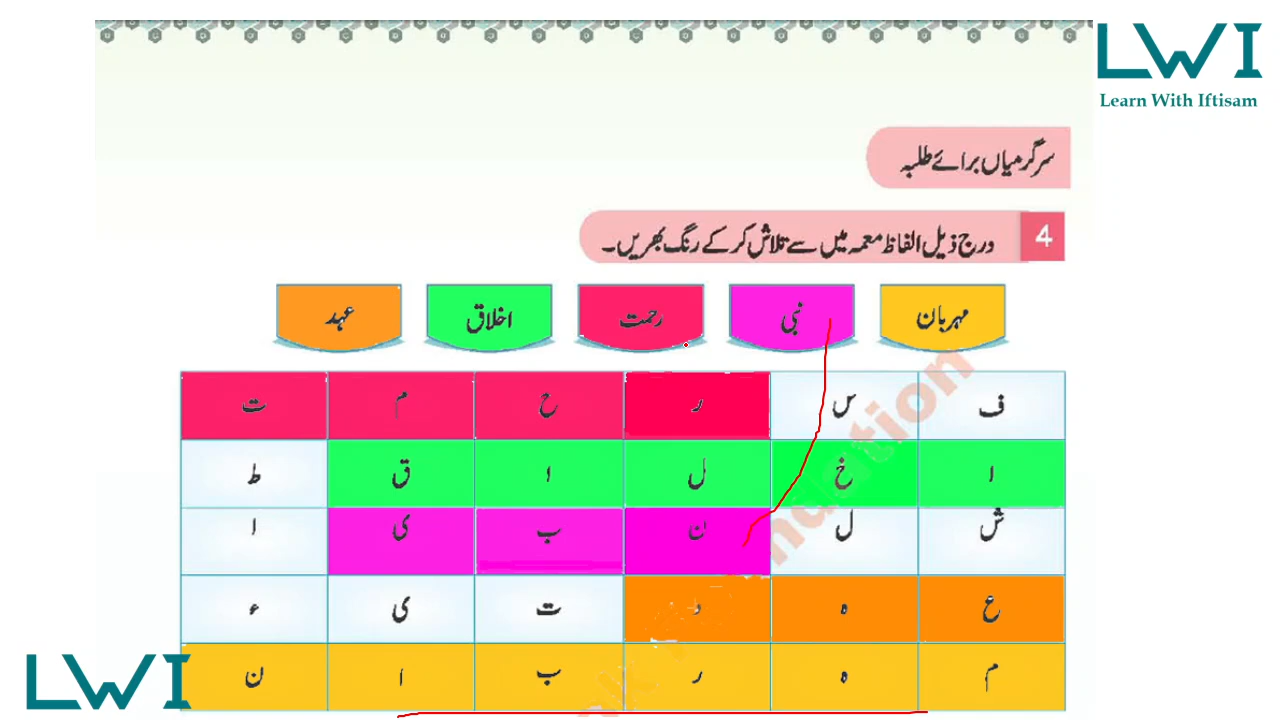 LWI
Learn With Iftisam
سرگرمیاں برائے طلبہ
4 درج ذیل الفاظ معمہ میں سے تلاش کر کے رنگ بھریں۔
مہربان نبی رحمت اخلاق عہد
ف س ر ح م ت
ا خ ل ا ق ط
ش ل ن ب ی ا
ع ہ د ت ی ء
م ہ ر ب ا ن
LWI